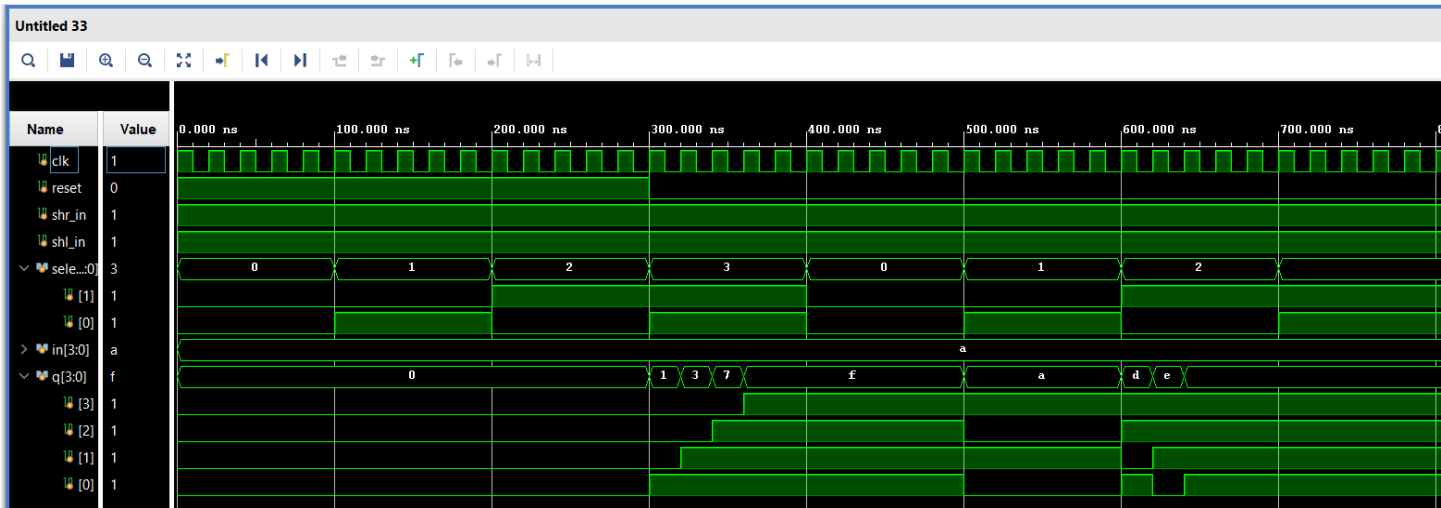 Untitled 33
Name Value 0.000 ns 100.000 ns 200.000 ns 300.000 ns 400.000 ns 500.000 ns 600.000 ns 700.000 ns 8
clk 1
reset 0
shr_in 1
shl_in 1
sele...:0] 3 0 1 2 3 0 1 2
[1] 1
[0] 1
in[3:0] a a
q[3:0] f 0 1 3 7 f a d e
[3] 1
[2] 1
[1] 1
[0] 1